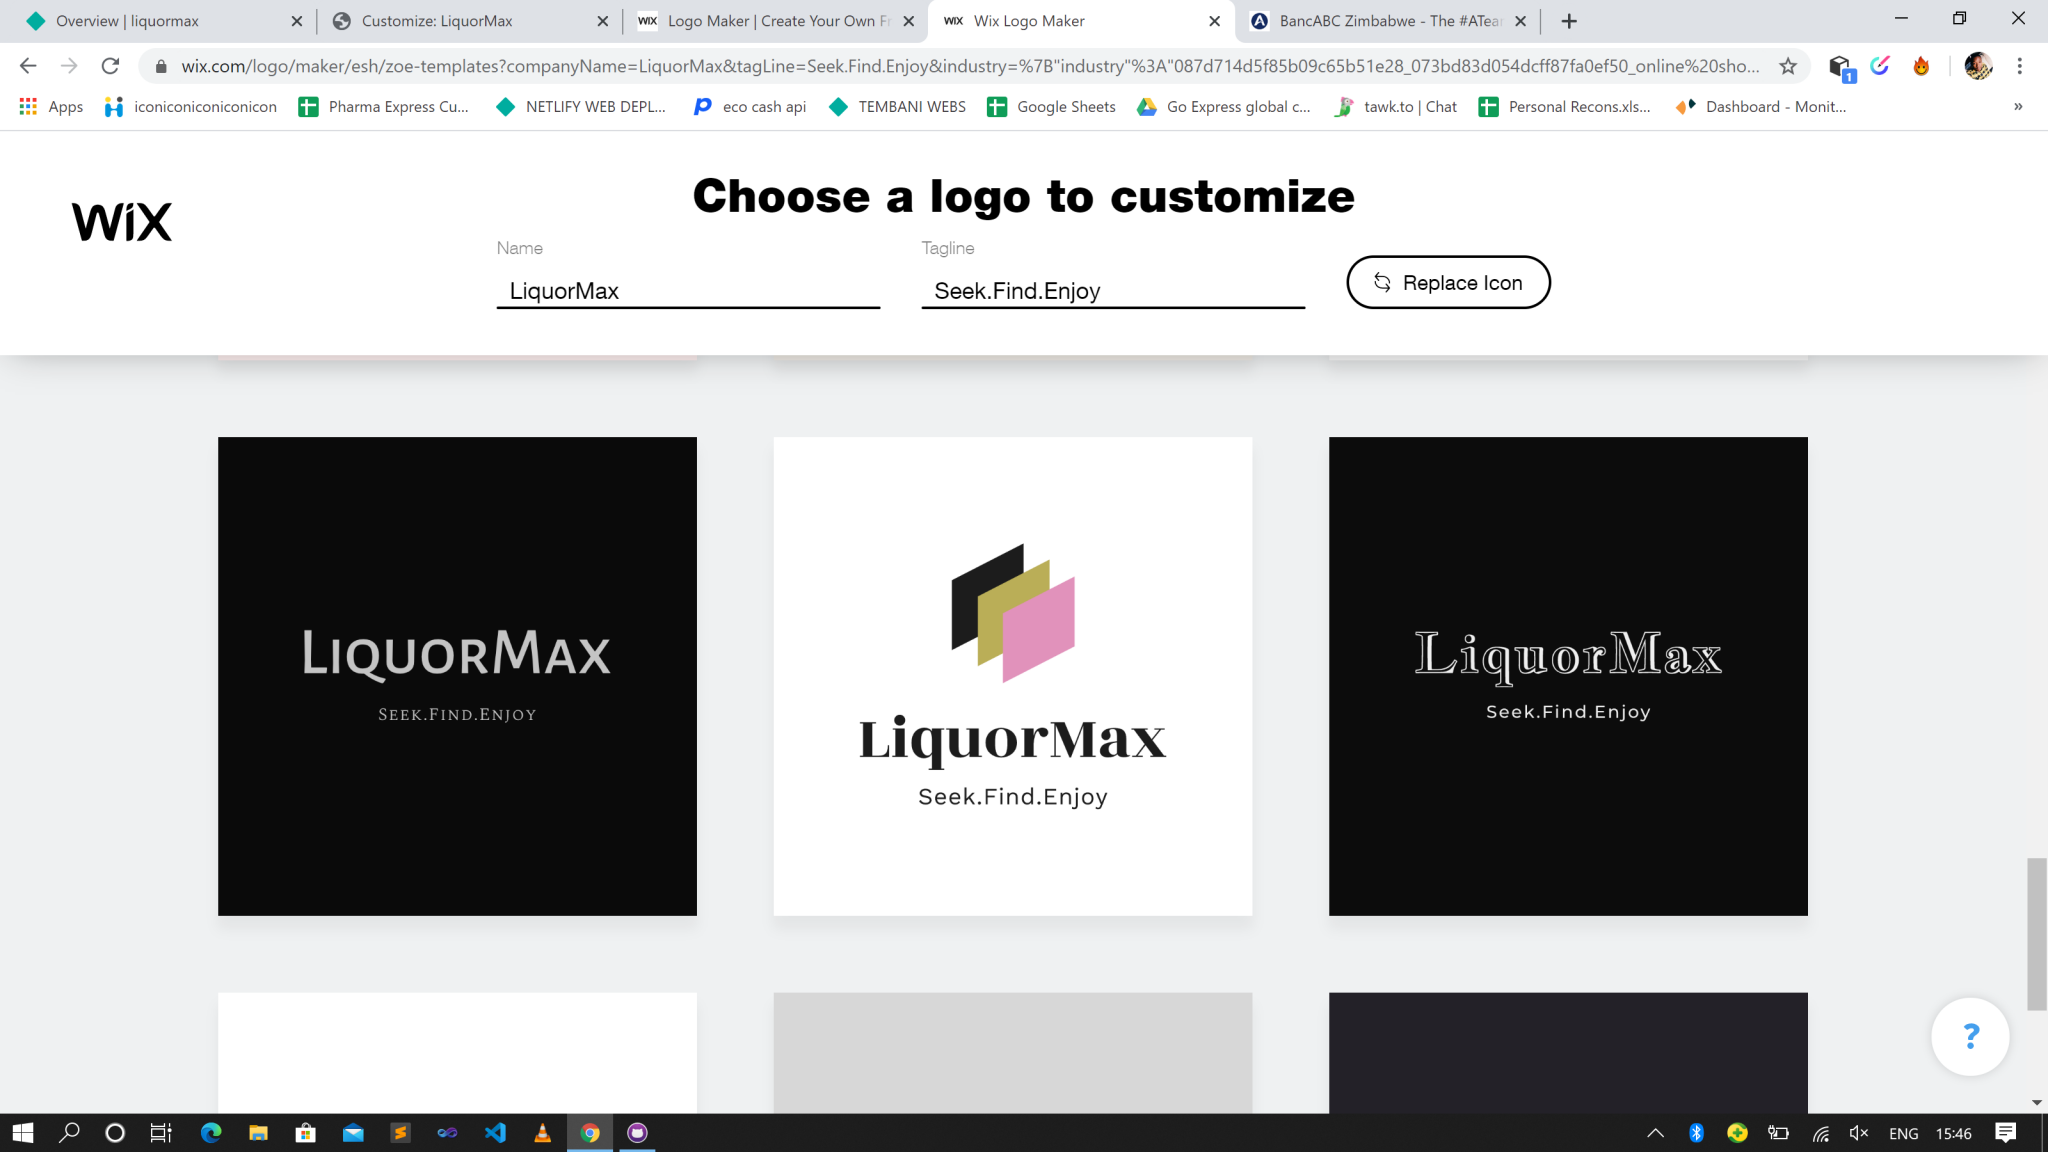 Overview | liquormax
Customize: LiquorMax
WIX Logo Maker | Create Your Own Fr
WIX Wix Logo Maker
BancABC Zimbabwe - The #ATea
wix.com/logo/maker/esh/zoe-templates?companyName=LiquorMax&tagLine=Seek.Find.Enjoy&industry=%7B"industry"%3A"087d714d5f85b09c65b51e28_073bd83d054dcff87fa0ef50_online%20sho...
1
Apps
iconiconiconiconicon
Pharma Express Cu...
NETLIFY WEB DEPL...
eco cash api
TEMBANI WEBS
Google Sheets
Go Express global c...
tawk.to | Chat
Personal Recons.xls...
Dashboard - Monit...
»
WiX
Choose a logo to customize
Name
LiquorMax
Tagline
Seek.Find.Enjoy
Replace Icon
LiquorMax
Seek.Find.Enjoy
LiquorMax
Seek.Find.Enjoy
LiquorMax
Seek.Find.Enjoy
?
ENG
15:46